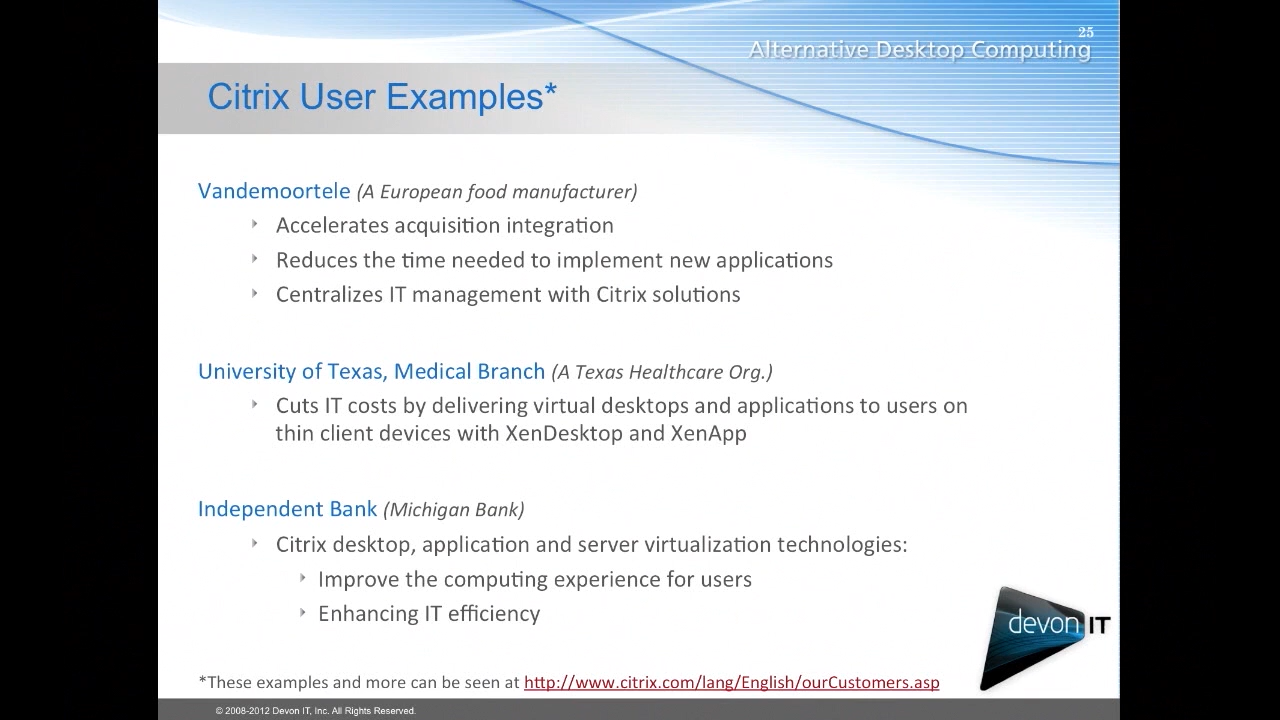 25
Alternative Desktop Computing
Citrix User Examples*
Vandemoortele (A European food manufacturer)
Accelerates acquisition integration
Reduces the time needed to implement new applications
Centralizes IT management with Citrix solutions
University of Texas, Medical Branch (A Texas Healthcare Org.)
Cuts IT costs by delivering virtual desktops and applications to users on
thin client devices with XenDesktop and XenApp
Independent Bank (Michigan Bank)
Citrix desktop, application and server virtualization technologies:
Improve the computing experience for users
Enhancing IT efficiency
devon IT
*These examples and more can be seen at http://www.citrix.com/lang/English/ourCustomers.asp
© 2008-2012 Devon IT, Inc. All Rights Reserved.